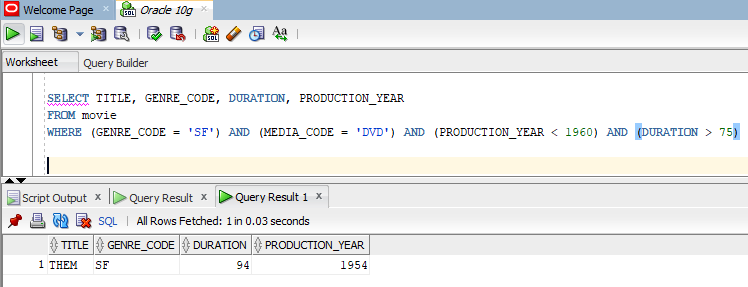 Welcome Page x Oracle 10g x
SQL Aa
Worksheet Query Builder
SELECT TITLE, GENRE_CODE, DURATION, PRODUCTION_YEAR
FROM movie
WHERE (GENRE_CODE = 'SF') AND (MEDIA_CODE = 'DVD') AND (PRODUCTION_YEAR < 1960) AND (DURATION > 75)
Script Output x Query Result x Query Result 1 x
SQL | All Rows Fetched: 1 in 0.03 seconds
TITLE GENRE_CODE DURATION PRODUCTION_YEAR
1 THEM SF 94 1954